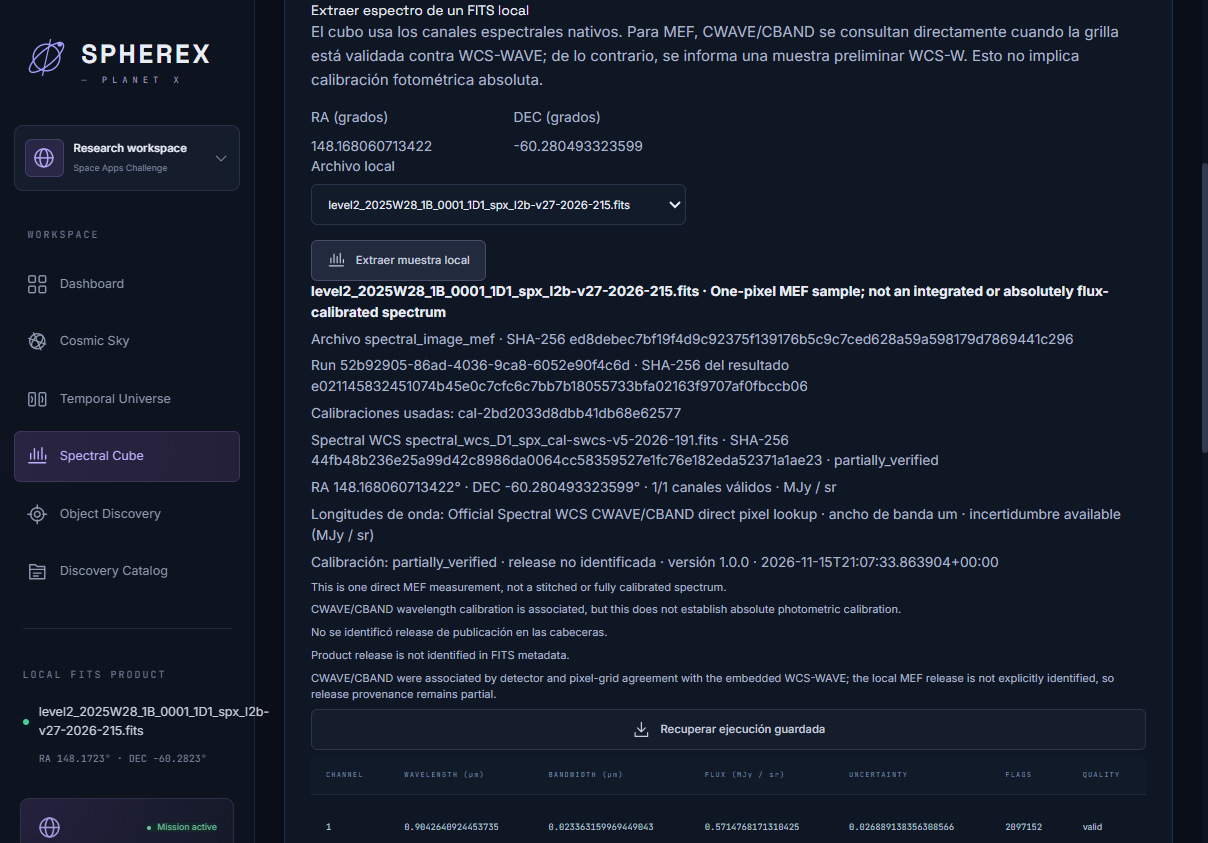 SPHEREX
— PLANET X
Research workspace
Space Apps Challenge
WORKSPACE
Dashboard
Cosmic Sky
Temporal Universe
Spectral Cube
Object Discovery
Discovery Catalog
LOCAL FITS PRODUCT
level2_2025W28_1B_0001_1D1_spx_l2b-
v27-2026-215.fits
RA 148.1723° · DEC -60.2823°
Mission active
Extraer espectro de un FITS local
El cubo usa los canales espectrales nativos. Para MEF, CWAVE/CBAND se consultan directamente cuando la grilla
está validada contra WCS-WAVE; de lo contrario, se informa una muestra preliminar WCS-W. Esto no implica
calibración fotométrica absoluta.
RA (grados) DEC (grados)
148.168060713422 -60.280493323599
Archivo local
level2_2025W28_1B_0001_1D1_spx_l2b-v27-2026-215.fits
Extraer muestra local
level2_2025W28_1B_0001_1D1_spx_l2b-v27-2026-215.fits · One-pixel MEF sample; not an integrated or absolutely flux-
calibrated spectrum
Archivo spectral_image_mef · SHA-256 ed8debec7bf19f4d9c92375f139176b5c9c7ced628a59a598179d7869441c296
Run 52b92905-86ad-4036-9ca8-6052e90f4c6d · SHA-256 del resultado
e021145832451074b45e0c7cfc6c7bb7b18055733bfa02163f9707af0fbccb06
Calibraciones usadas: cal-2bd2033d8dbb41db68e62577
Spectral WCS spectral_wcs_D1_spx_cal-swcs-v5-2026-191.fits · SHA-256
44fb48b236e25a99d42c8986da0064cc58359527e1fc76e182eda52371a1ae23 · partially_verified
RA 148.168060713422° · DEC -60.280493323599° · 1/1 canales válidos · MJy / sr
Longitudes de onda: Official Spectral WCS CWAVE/CBAND direct pixel lookup · ancho de banda um · incertidumbre available
(MJy / sr)
Calibración: partially_verified · release no identificada · versión 1.0.0 · 2026-11-15T21:07:33.863904+00:00
This is one direct MEF measurement, not a stitched or fully calibrated spectrum.
CWAVE/CBAND wavelength calibration is associated, but this does not establish absolute photometric calibration.
No se identificó release de publicación en las cabeceras.
Product release is not identified in FITS metadata.
CWAVE/CBAND were associated by detector and pixel-grid agreement with the embedded WCS-WAVE; the local MEF release is not explicitly identified, so
release provenance remains partial.
Recuperar ejecución guardada
CHANNEL WAVELENGTH (µm) BANDWIDTH (µm) FLUX (MJy / sr) UNCERTAINTY FLAGS QUALITY
1 0.9042640924453735 0.023363159969449043 0.5714768171310425 0.026889138356308566 2097152 valid